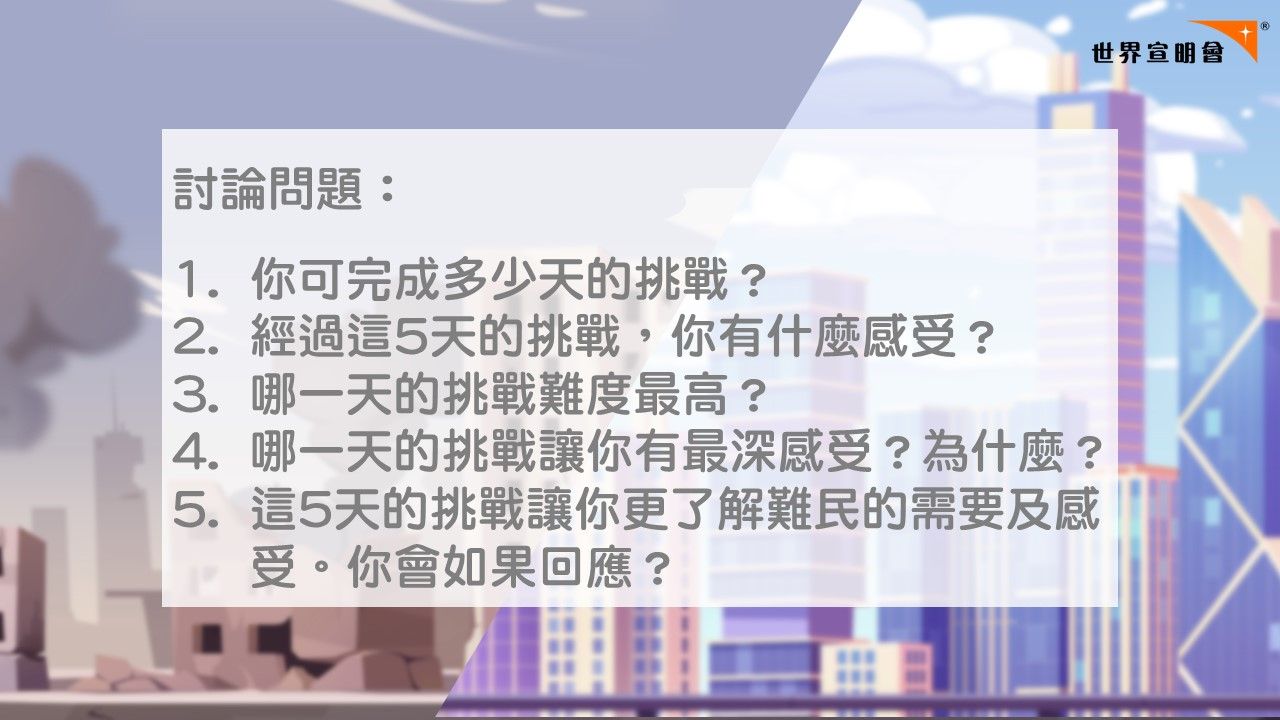 世界宣明會®
討論問題：
1. 你可完成多少天的挑戰？
2. 經過這5天的挑戰，你有什麼感受？
3. 哪一天的挑戰難度最高？
4. 哪一天的挑戰讓你有最深感受？為什麼？
5. 這5天的挑戰讓你更了解難民的需要及感
受。你會如果回應？